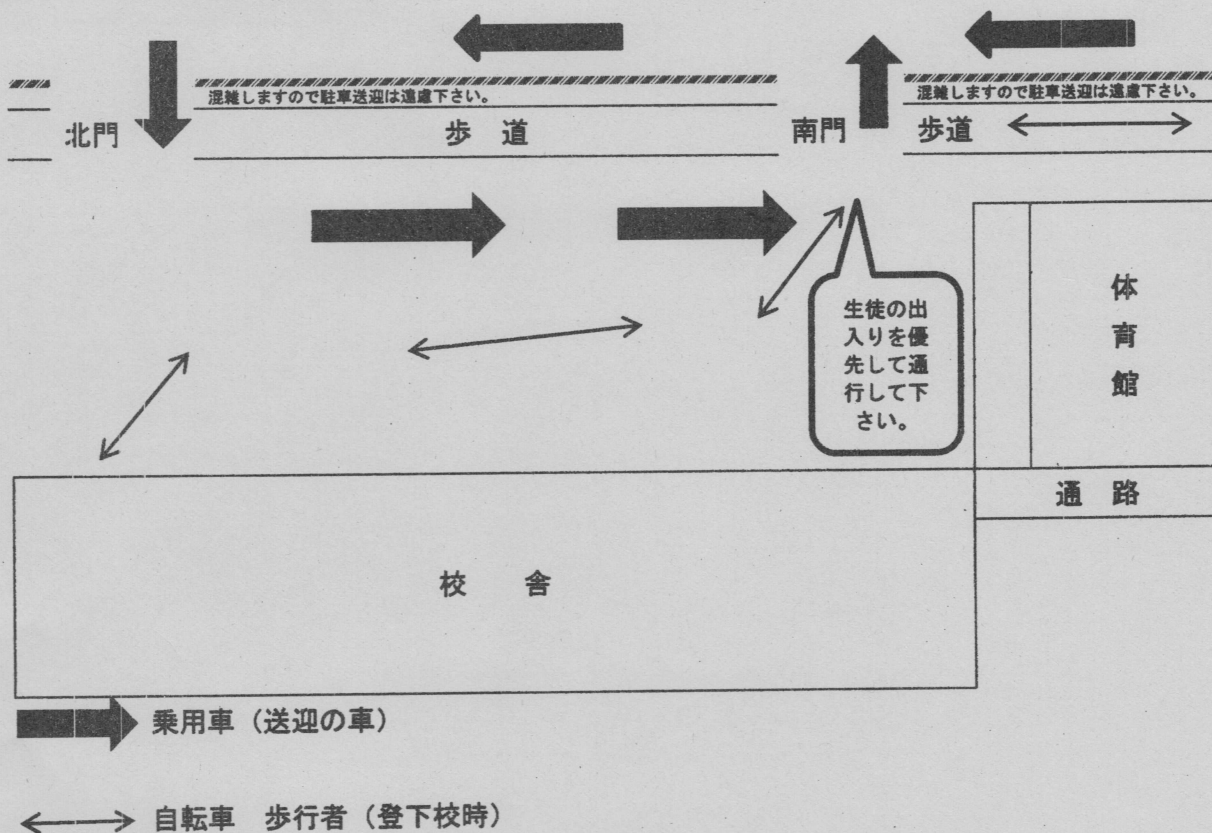 混雑しますので駐車送迎は遠慮下さい。
混雑しますので駐車送迎は遠慮下さい。
北門
歩 道
南門
歩道
生徒の出
入りを優
先して通
行して下
さい。
体
育
館
通 路
校 舎
乗用車(送迎の車)
自転車 歩行者(登下校時)